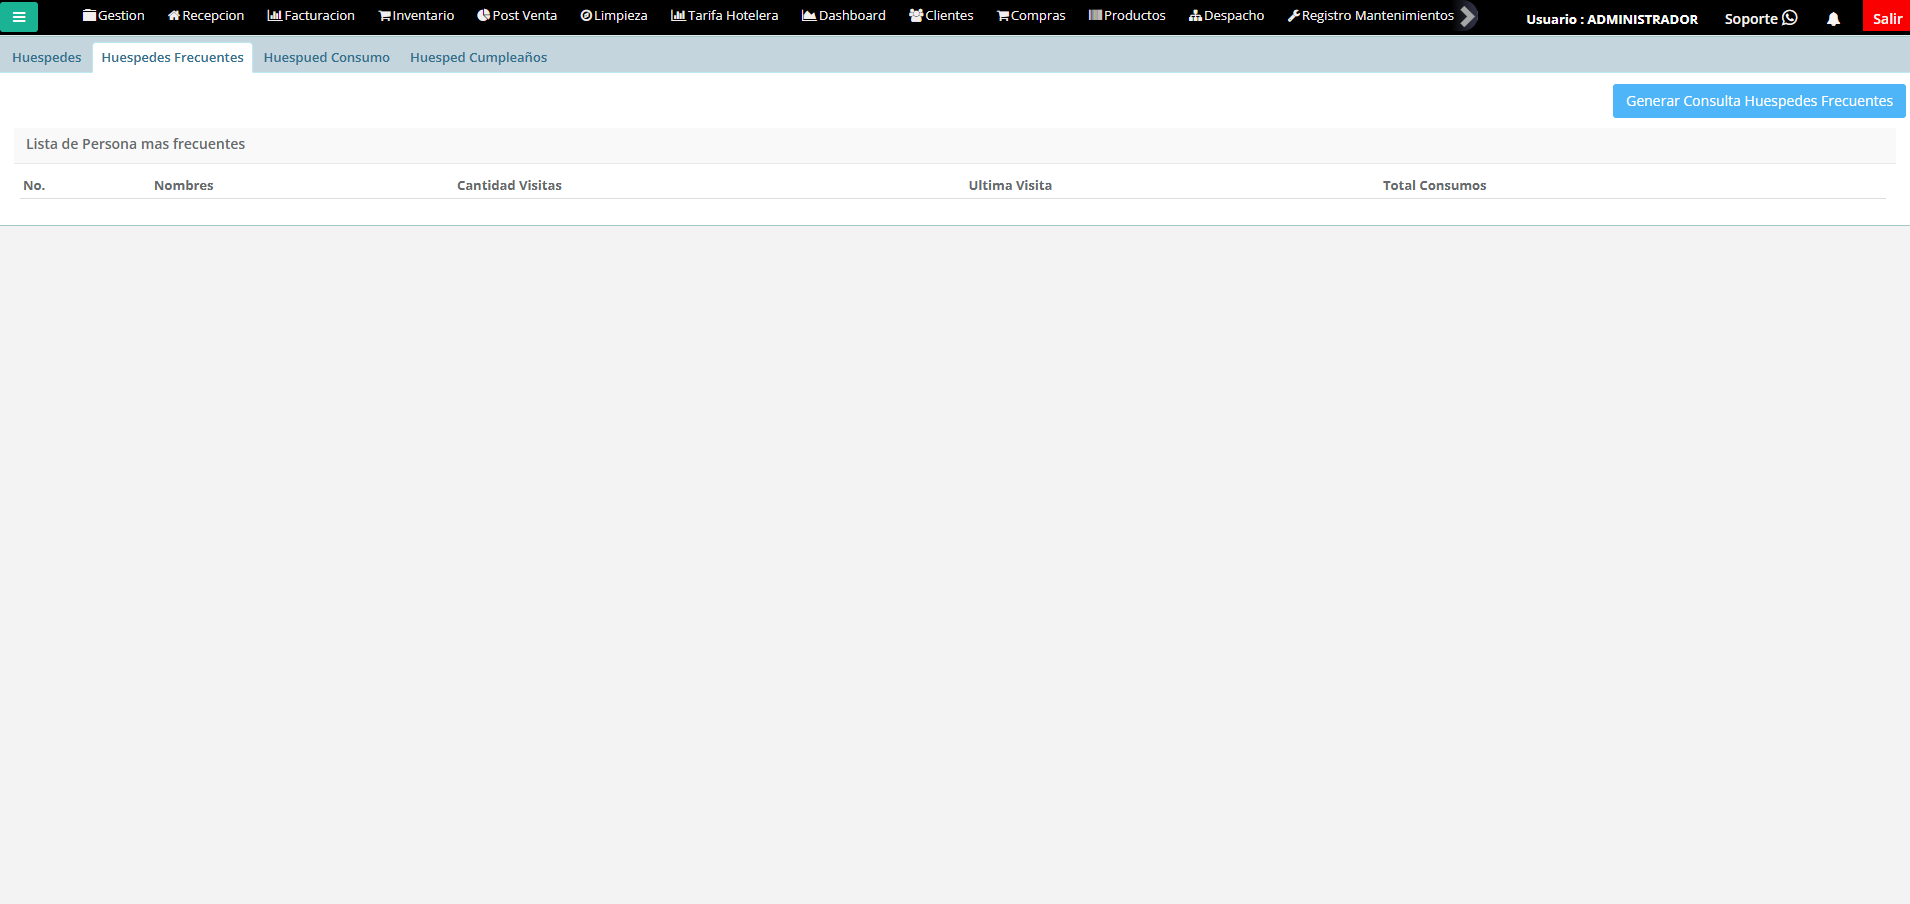 Gestion Recepcion Facturacion Inventario Post Venta Limpieza Tarifa Hotelera Dashboard Clientes Compras Productos Despacho Registro Mantenimientos Usuario : ADMINISTRADOR Soporte Salir
Huespedes Huespedes Frecuentes Huespued Consumo Huesped Cumpleaños
Generar Consulta Huespedes Frecuentes
Lista de Persona mas frecuentes
No. Nombres Cantidad Visitas Ultima Visita Total Consumos